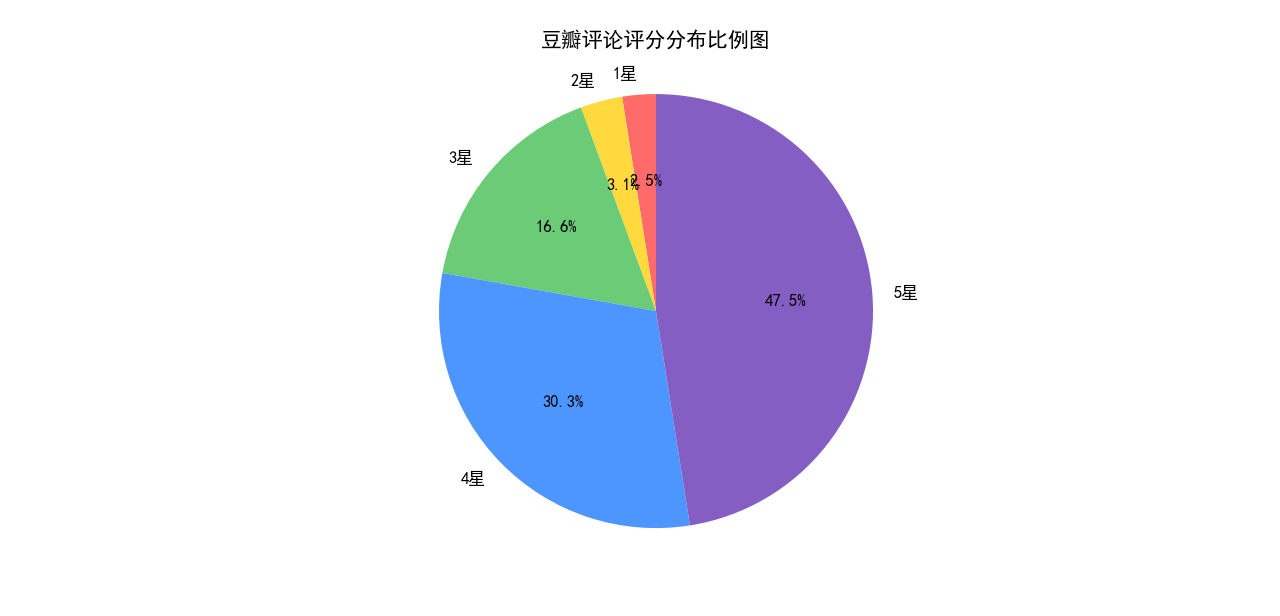 豆瓣评论评分分布比例图
1星
2星
3星
4星
5星
2.5%
3.1%
16.6%
30.3%
47.5%